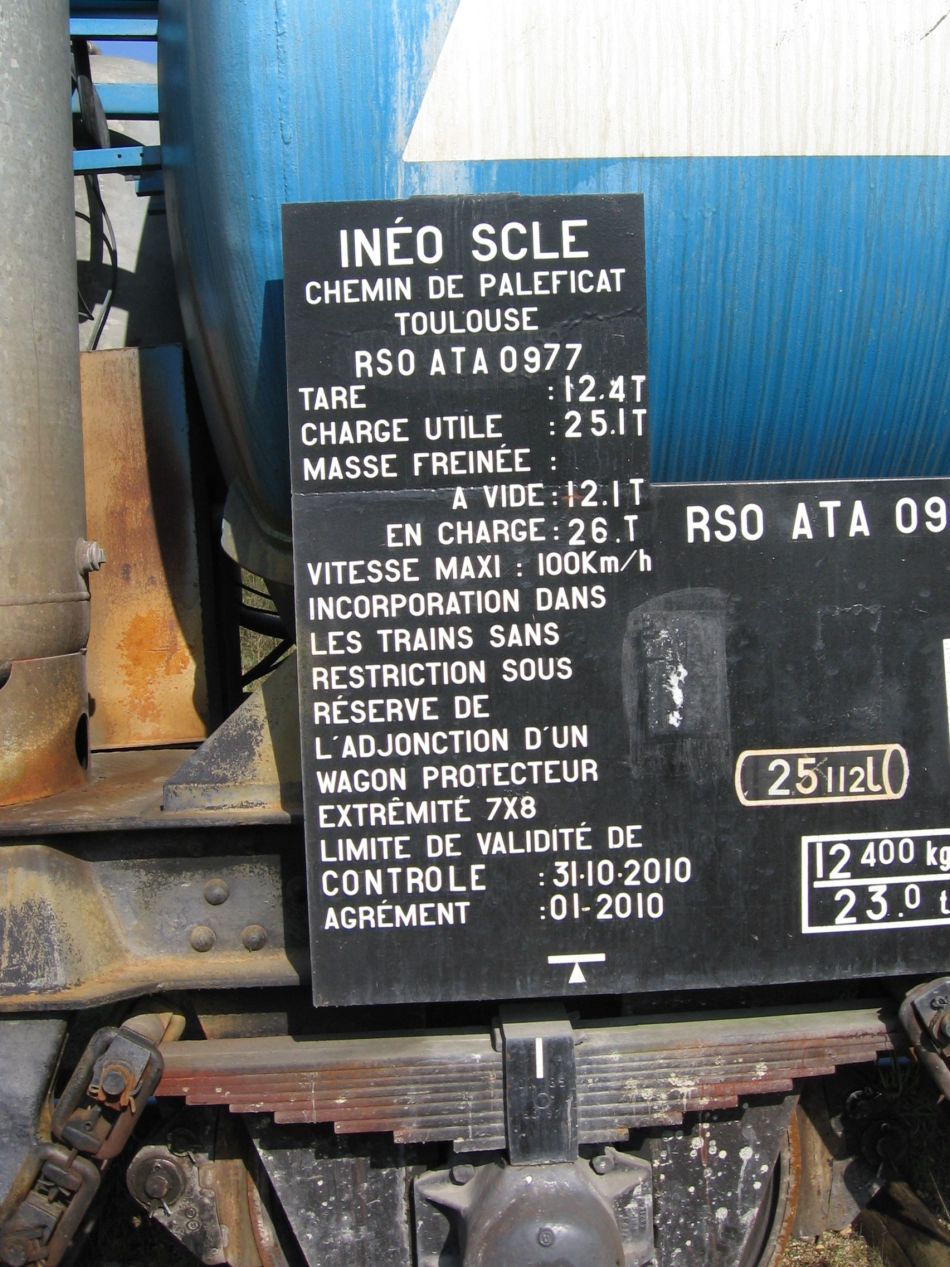 INÉO SCLE
CHEMIN DE PALEFICAT
TOULOUSE
RSO ATA 0977
TARE : 12.4T
CHARGE UTILE : 25.1T
MASSE FREINÉE :
A VIDE : 12.1T
EN CHARGE : 26.T
VITESSE MAXI : 100Km/h
INCORPORATION DANS
LES TRAINS SANS
RESTRICTION SOUS
RÉSERVE DE
L'ADJONCTION D'UN
WAGON PROTECTEUR
EXTRÊMITÉ 7X8
LIMITE DE VALIDITÉ DE
CONTROLE : 31·10·2010
AGRÉMENT : 01-2010
RSO ATA 09
25112l
12 400 kg
23.0 t